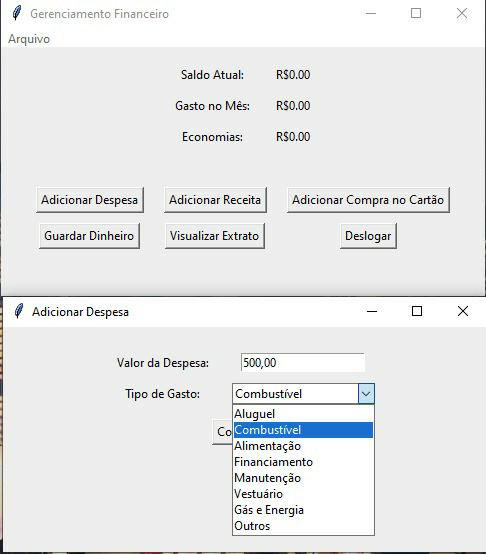 Gerenciamento Financeiro
Arquivo
Saldo Atual: R$0.00
Gasto no Mês: R$0.00
Economias: R$0.00
Adicionar Despesa Adicionar Receita Adicionar Compra no Cartão
Guardar Dinheiro Visualizar Extrato Deslogar
Adicionar Despesa
Valor da Despesa: 500,00
Tipo de Gasto: Combustível
Aluguel
Combustível
Alimentação
Financiamento
Manutenção
Vestuário
Gás e Energia
Outros